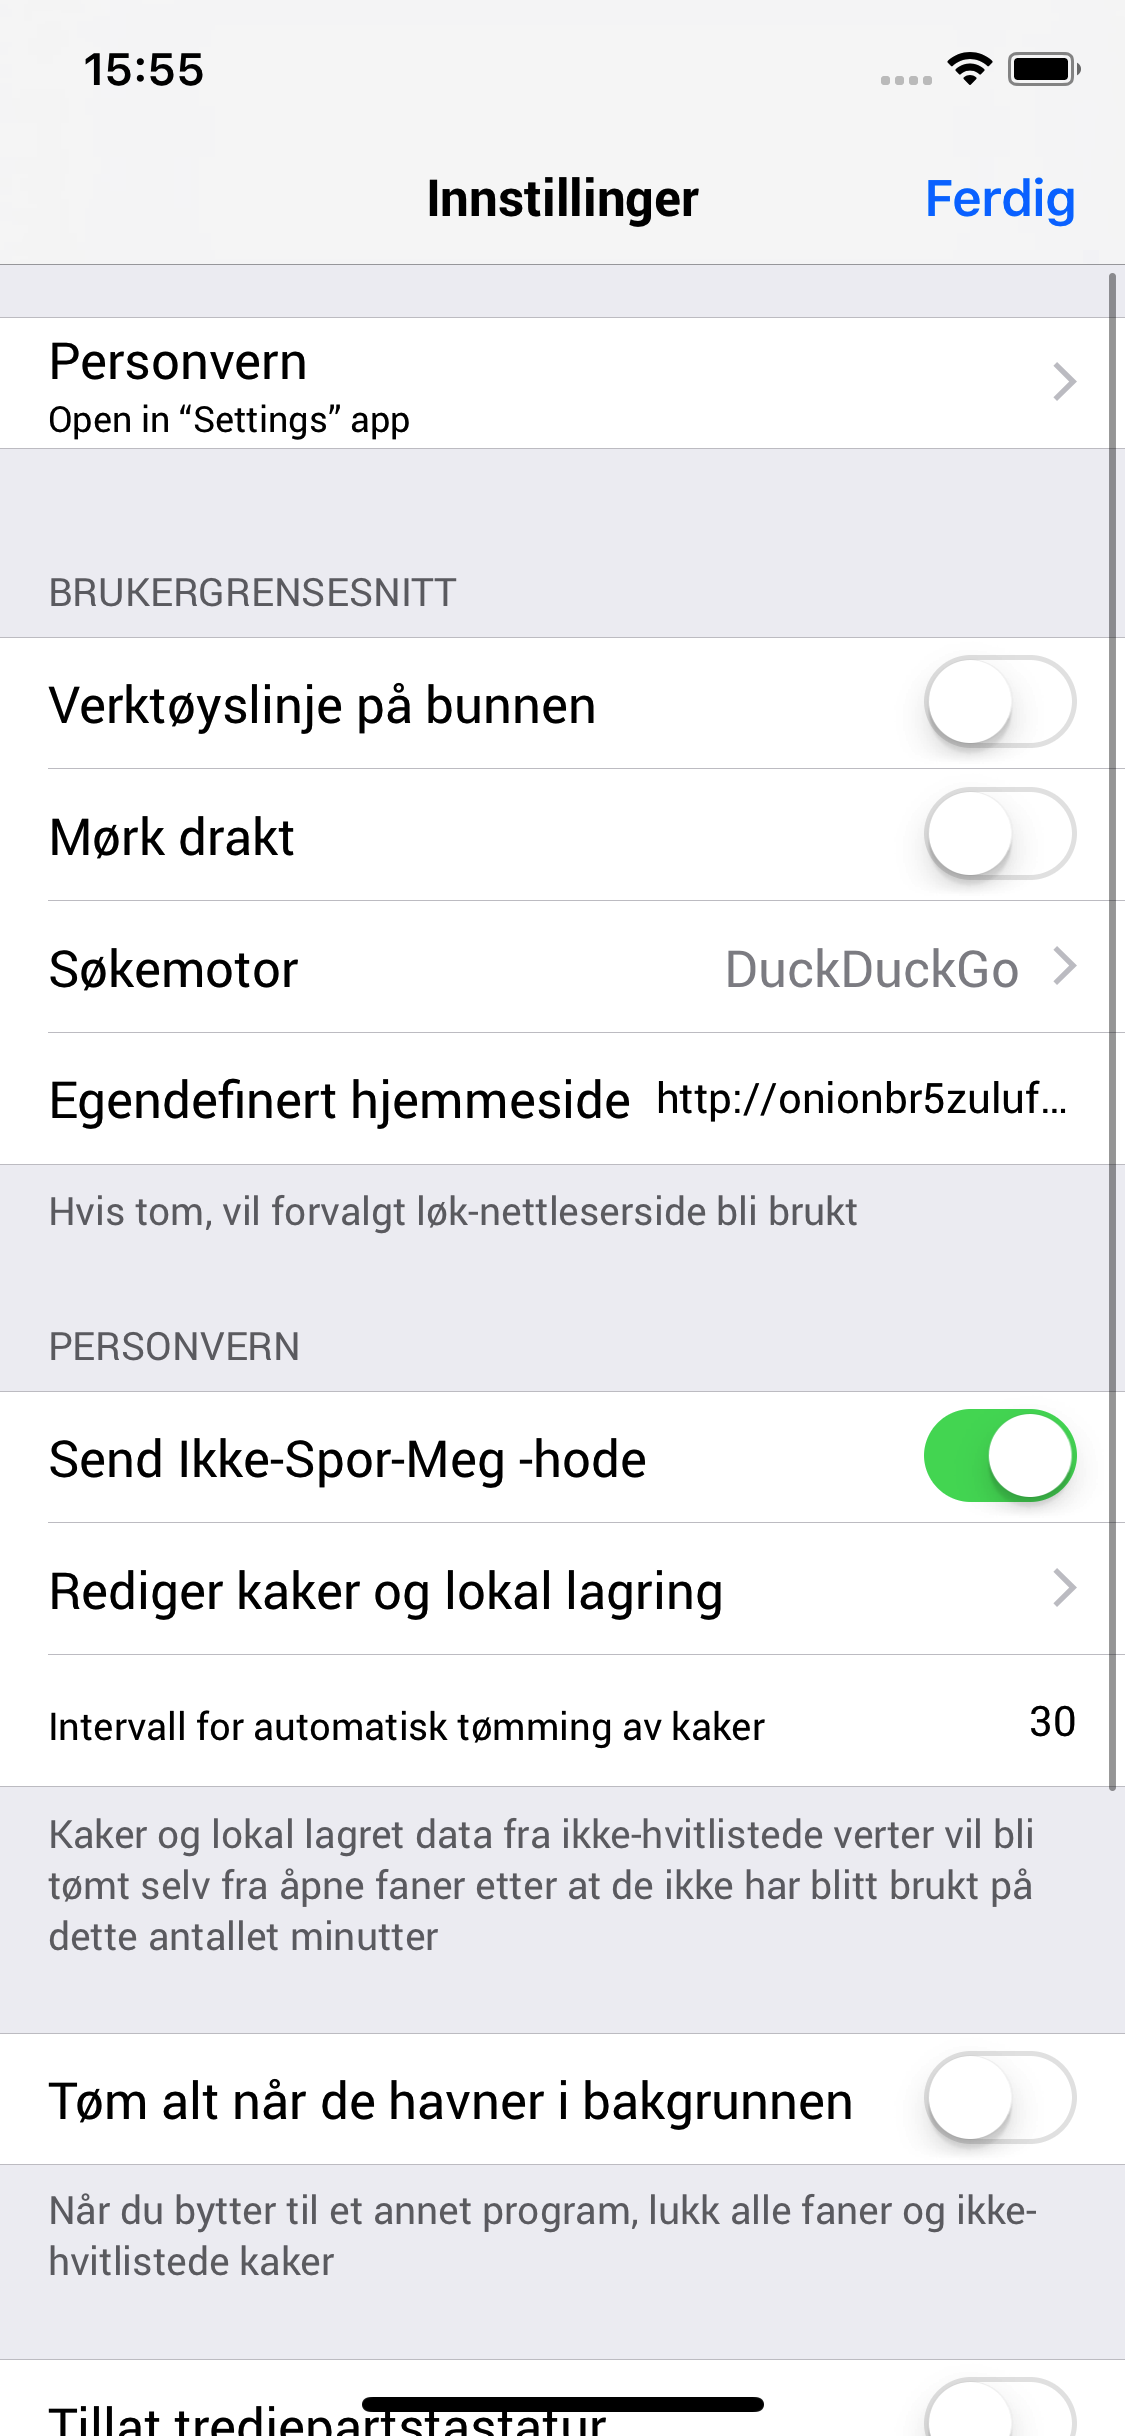 15:55
Innstillinger
Ferdig
Personvern
Open in “Settings” app
BRUKERGRENSESNITT
Verktøyslinje på bunnen
Mørk drakt
Søkemotor DuckDuckGo
Egendefinert hjemmeside http://onionbr5zuluf...
Hvis tom, vil forvalgt løk-nettleserside bli brukt
PERSONVERN
Send Ikke-Spor-Meg -hode
Rediger kaker og lokal lagring
Intervall for automatisk tømming av kaker 30
Kaker og lokal lagret data fra ikke-hvitlistede verter vil bli
tømt selv fra åpne faner etter at de ikke har blitt brukt på
dette antallet minutter
Tøm alt når de havner i bakgrunnen
Når du bytter til et annet program, lukk alle faner og ikke-
hvitlistede kaker
Tillat tredjepartstastatur